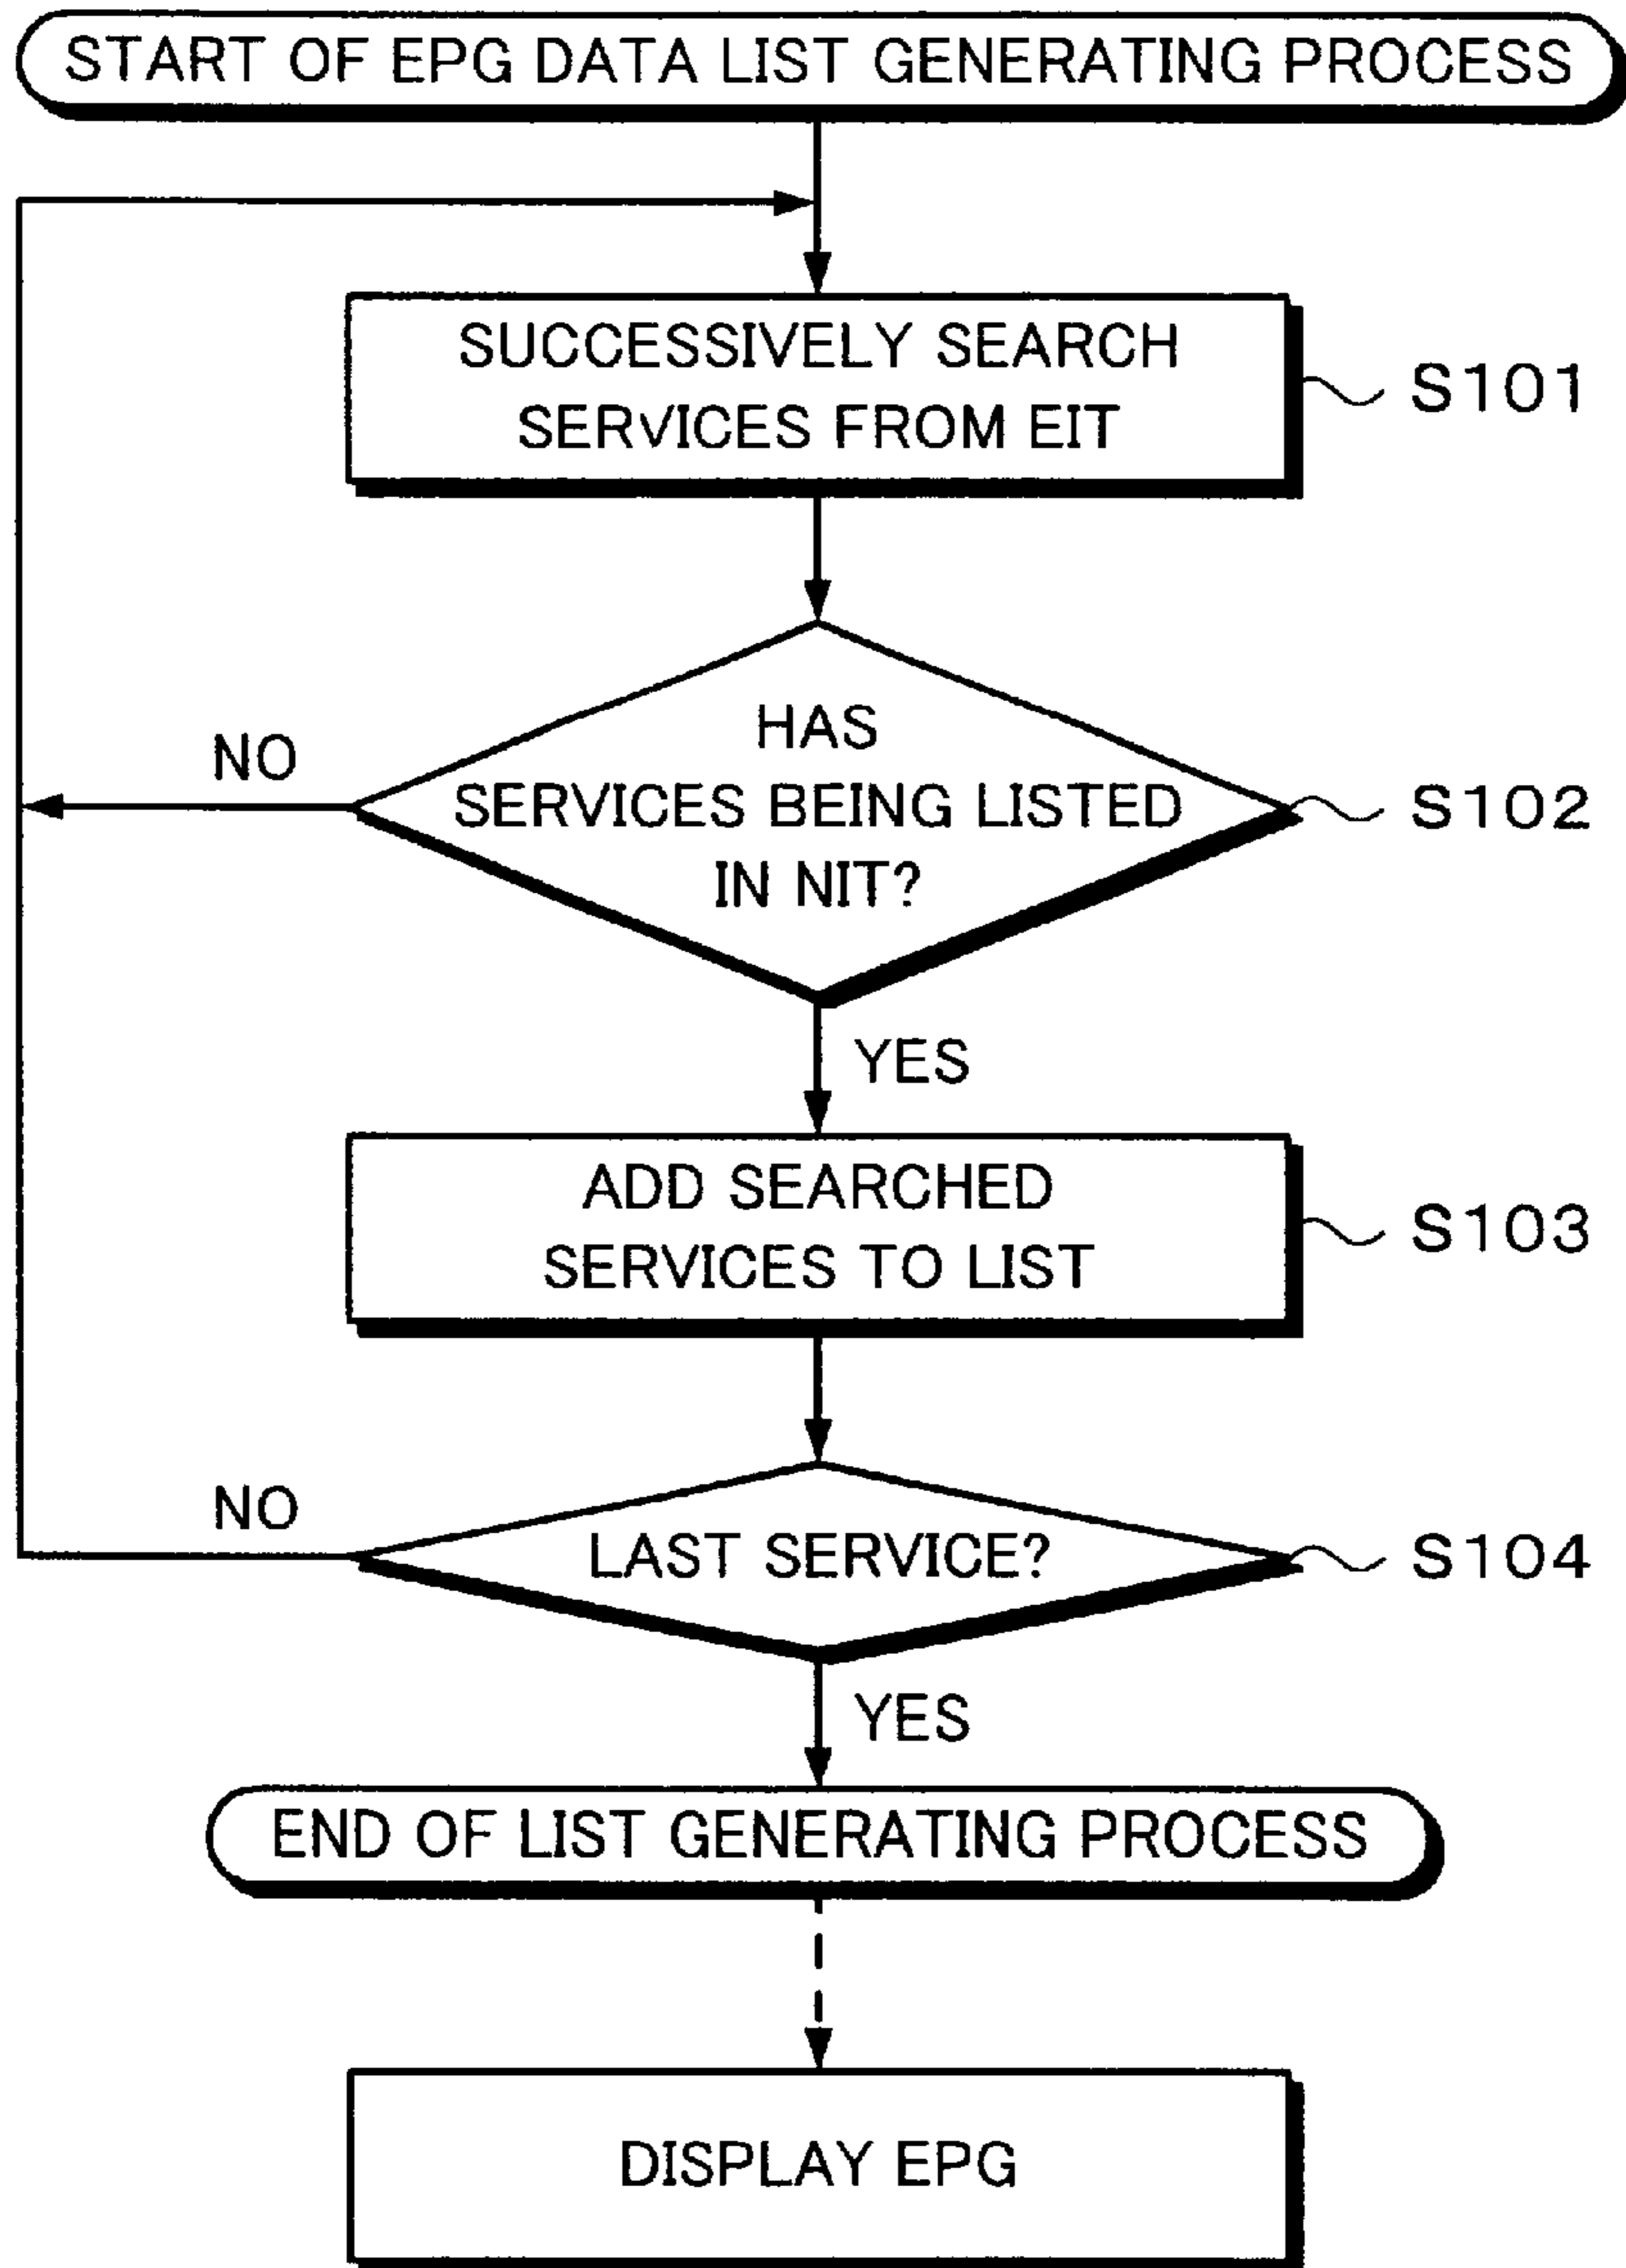 START OF EPG DATA LIST GENERATING PROCESS
SUCCESSIVELY SEARCH
SERVICES FROM EIT
S101
HAS
SERVICES BEING LISTED
IN NIT?
NO
S102
YES
ADD SEARCHED
SERVICES TO LIST
S103
NO
LAST SERVICE?
S104
YES
END OF LIST GENERATING PROCESS
DISPLAY EPG